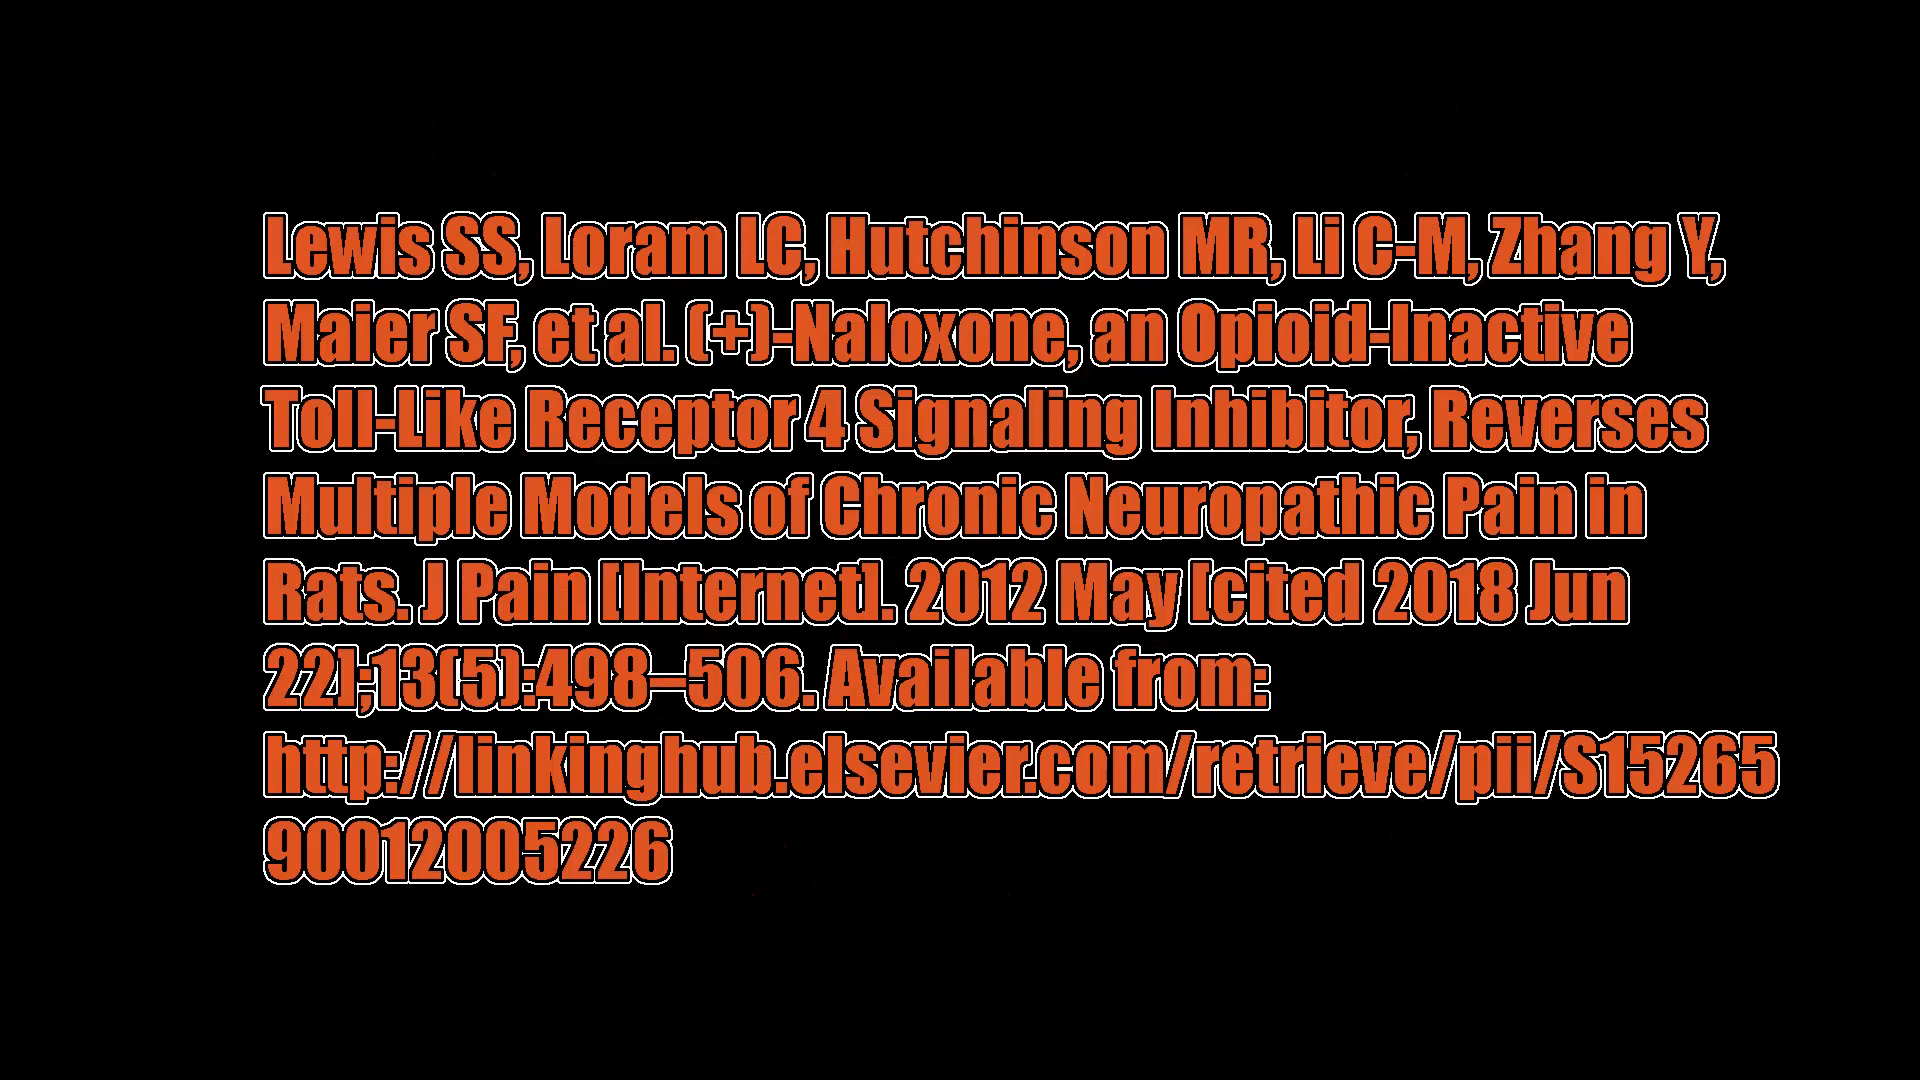 Lewis SS, Loram LC, Hutchinson MR, Li C-M, Zhang Y,
Maier SF, et al. (+)-Naloxone, an Opioid-Inactive
Toll-Like Receptor 4 Signaling Inhibitor, Reverses
Multiple Models of Chronic Neuropathic Pain in
Rats. J Pain [Internet]. 2012 May [cited 2018 Jun
22];13(5):498–506. Available from:
http://linkinghub.elsevier.com/retrieve/pii/S15265
90012005226